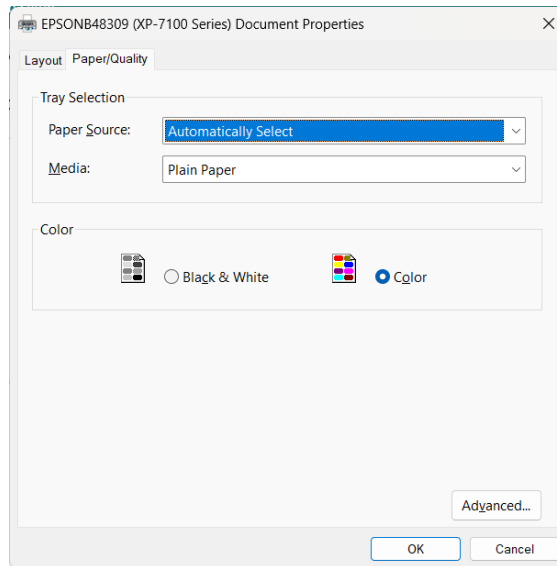 EPSONB48309 (XP-7100 Series) Document Properties
Layout Paper/Quality
Tray Selection
Paper Source: Automatically Select
Media: Plain Paper
Color
Black & White Color
Advanced...
OK Cancel